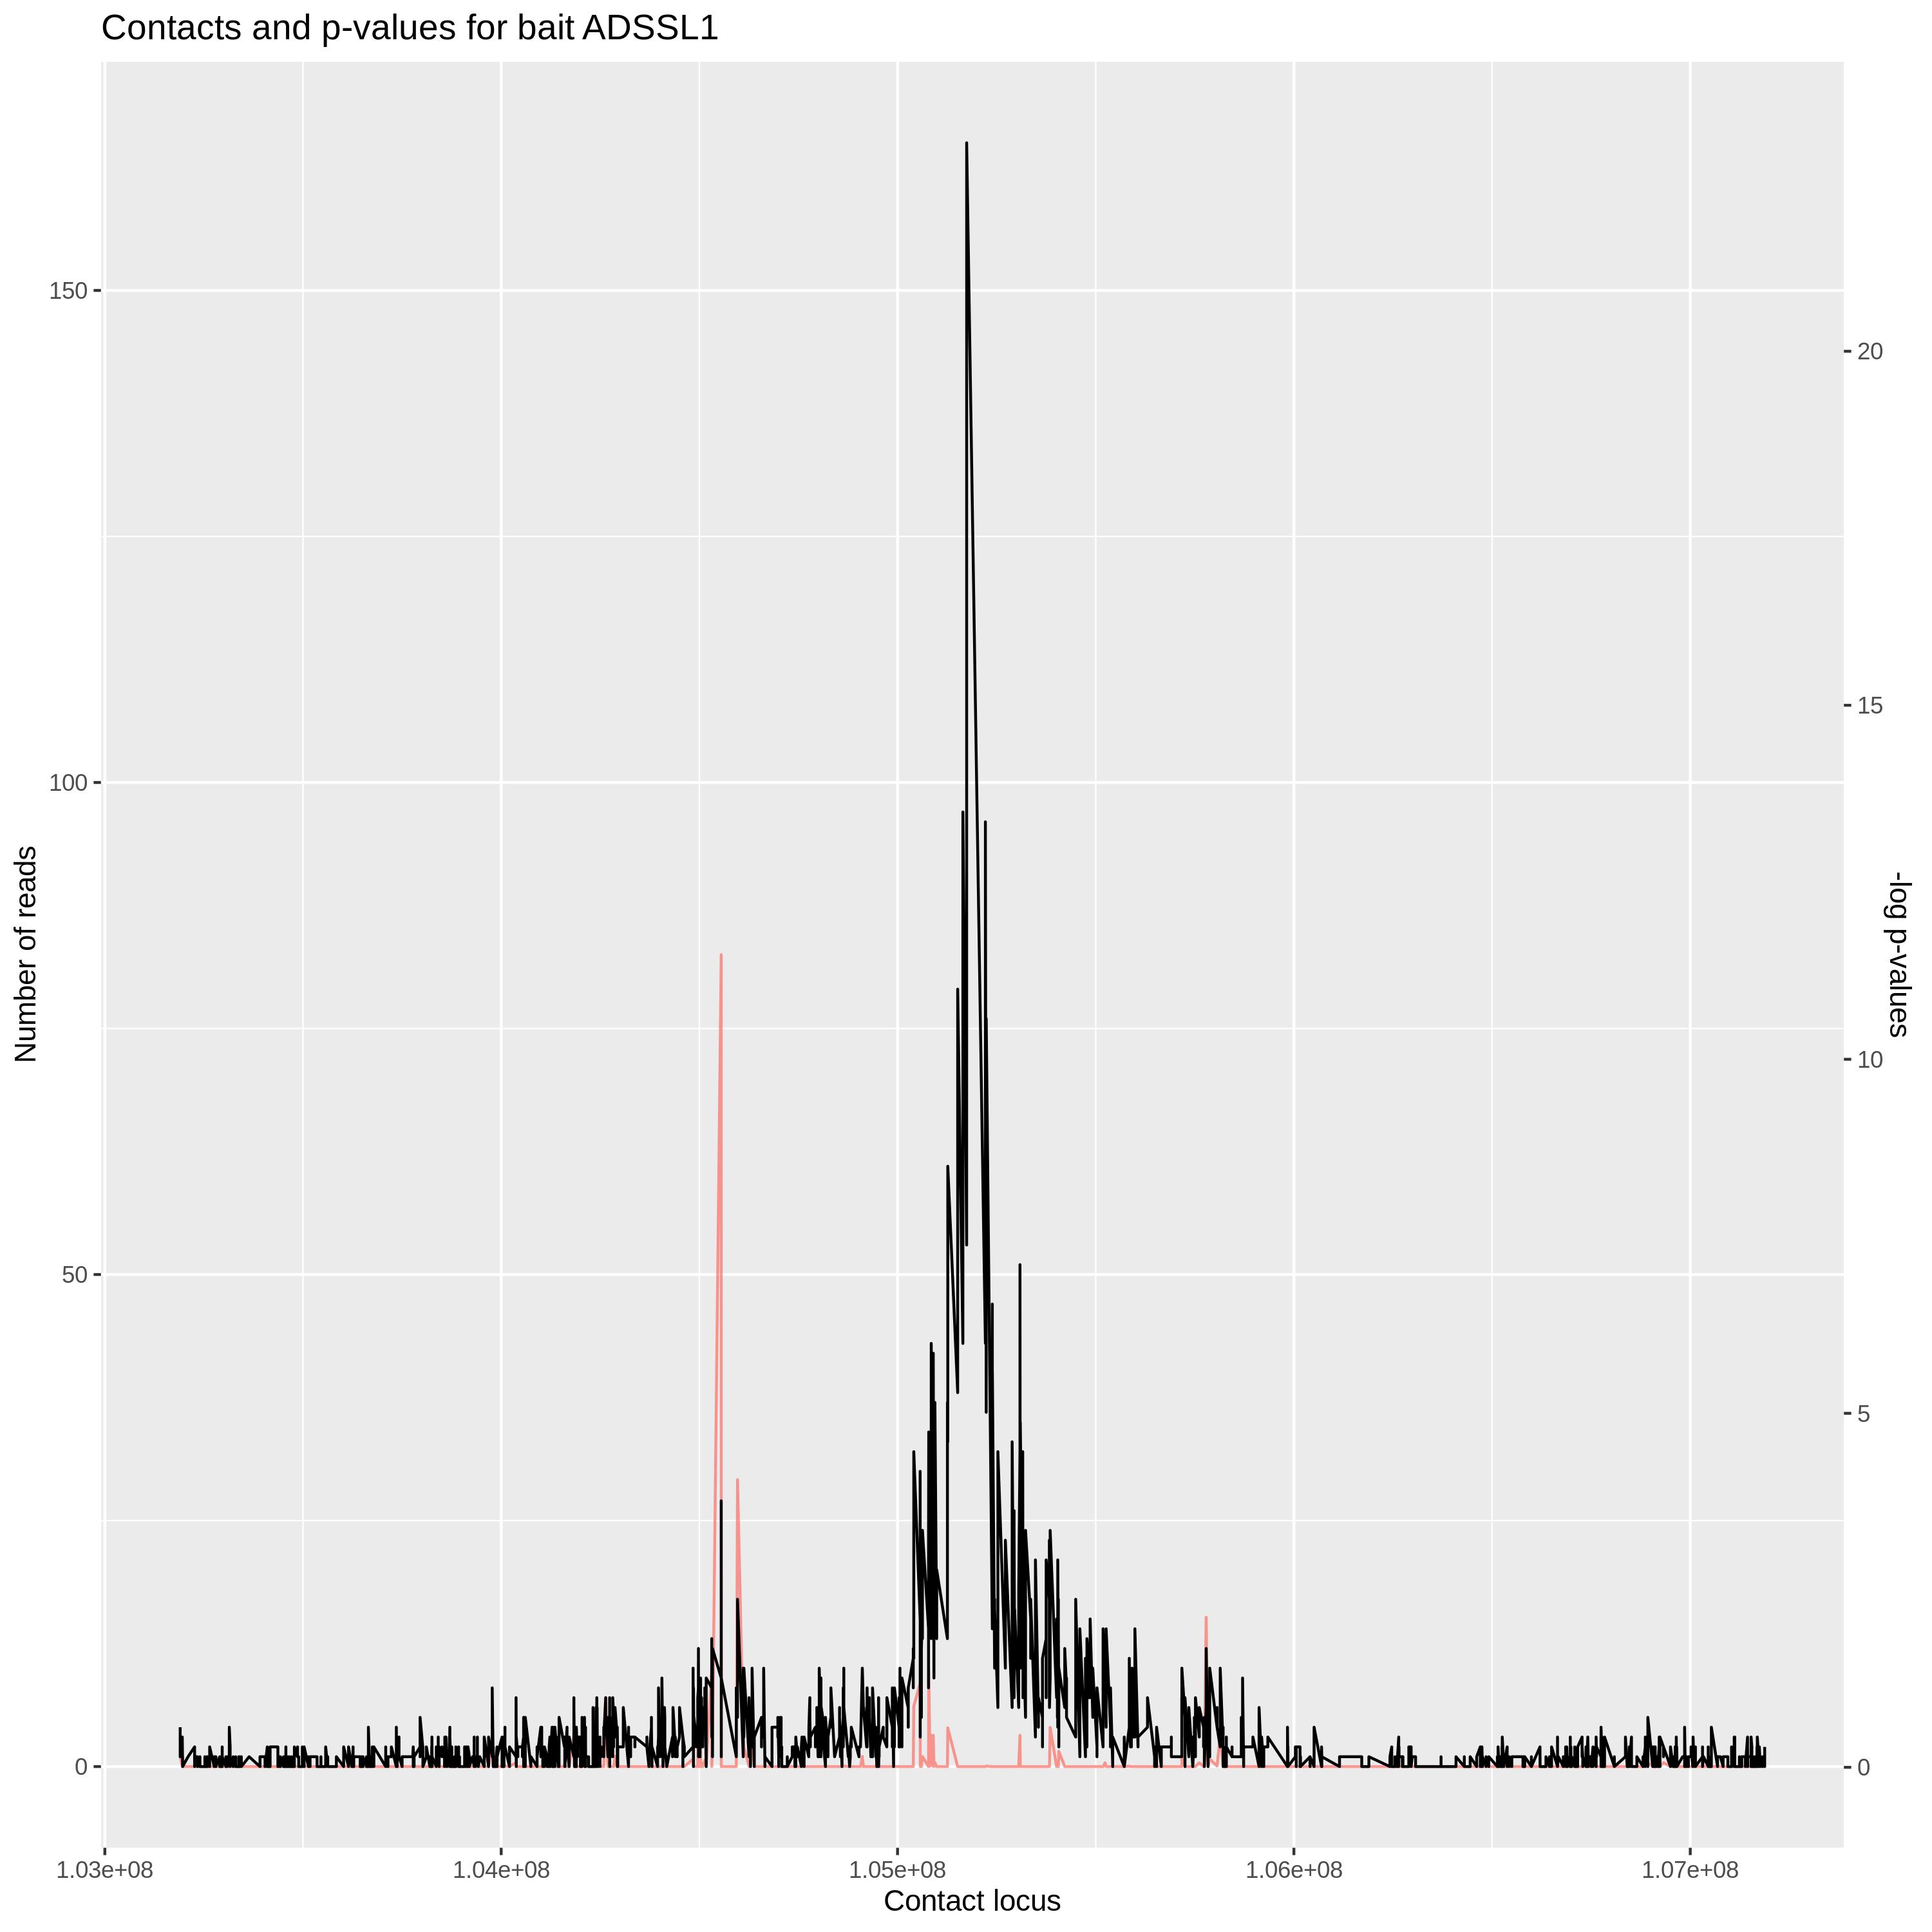 Contacts and p-values for bait ADSSL1
150
100
50
0
Number of reads
20
15
10
5
0
-log p-values
1.03e+08
1.04e+08
1.05e+08
1.06e+08
1.07e+08
Contact locus